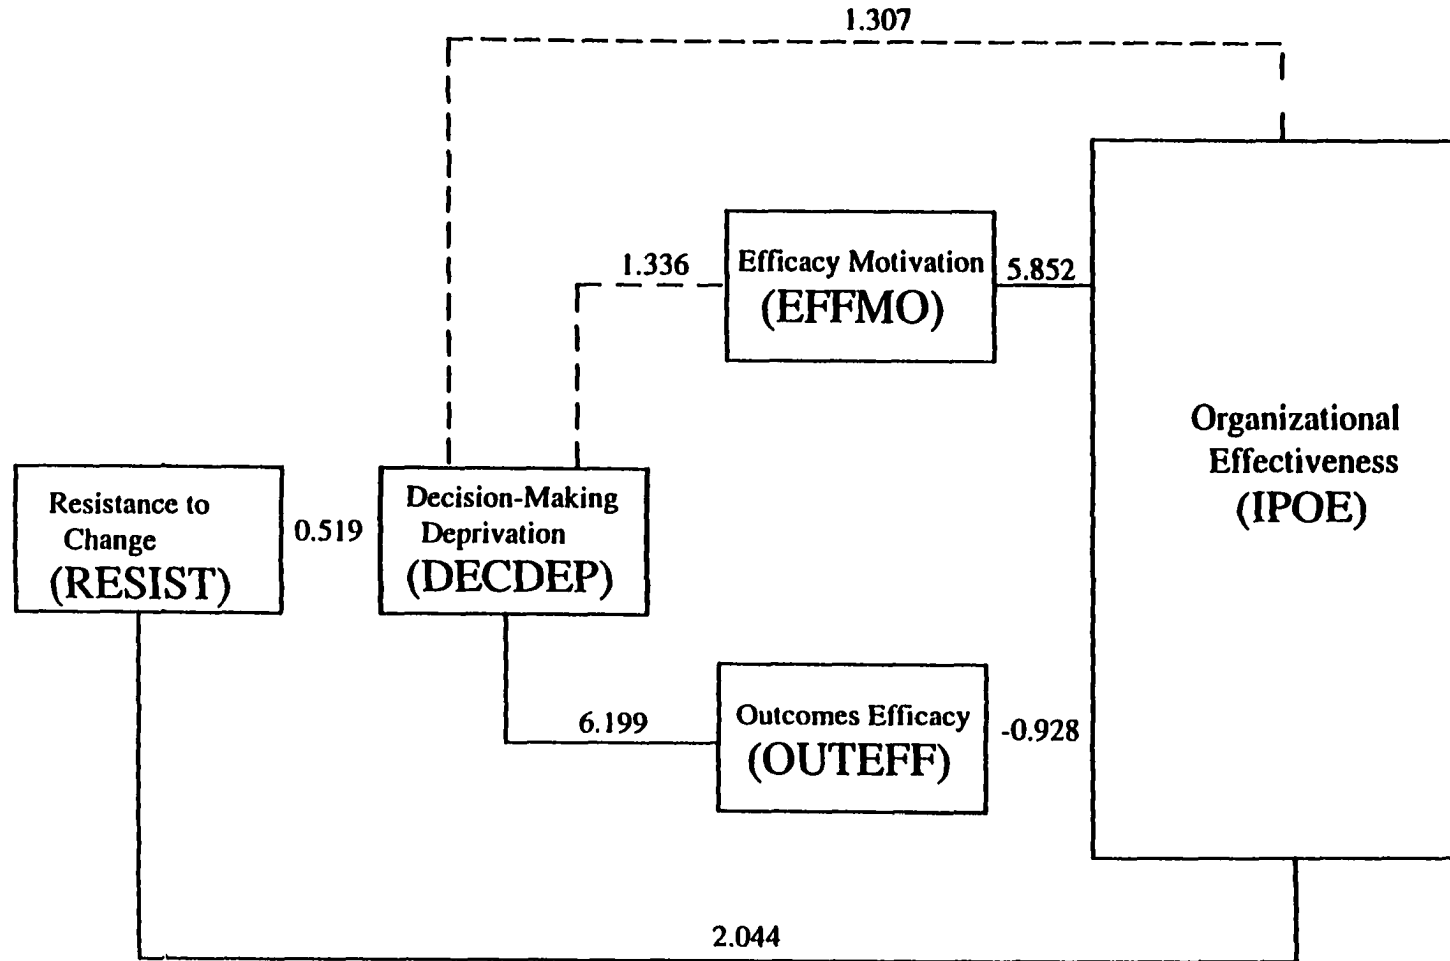 1.307
1.336
Efficacy Motivation
(EFFMO)
5.852
Organizational
Effectiveness
(IPOE)
Resistance to
Change
(RESIST)
0.519
Decision-Making
Deprivation
(DECDEP)
6.199
Outcomes Efficacy
(OUTEFF)
-0.928
2.044